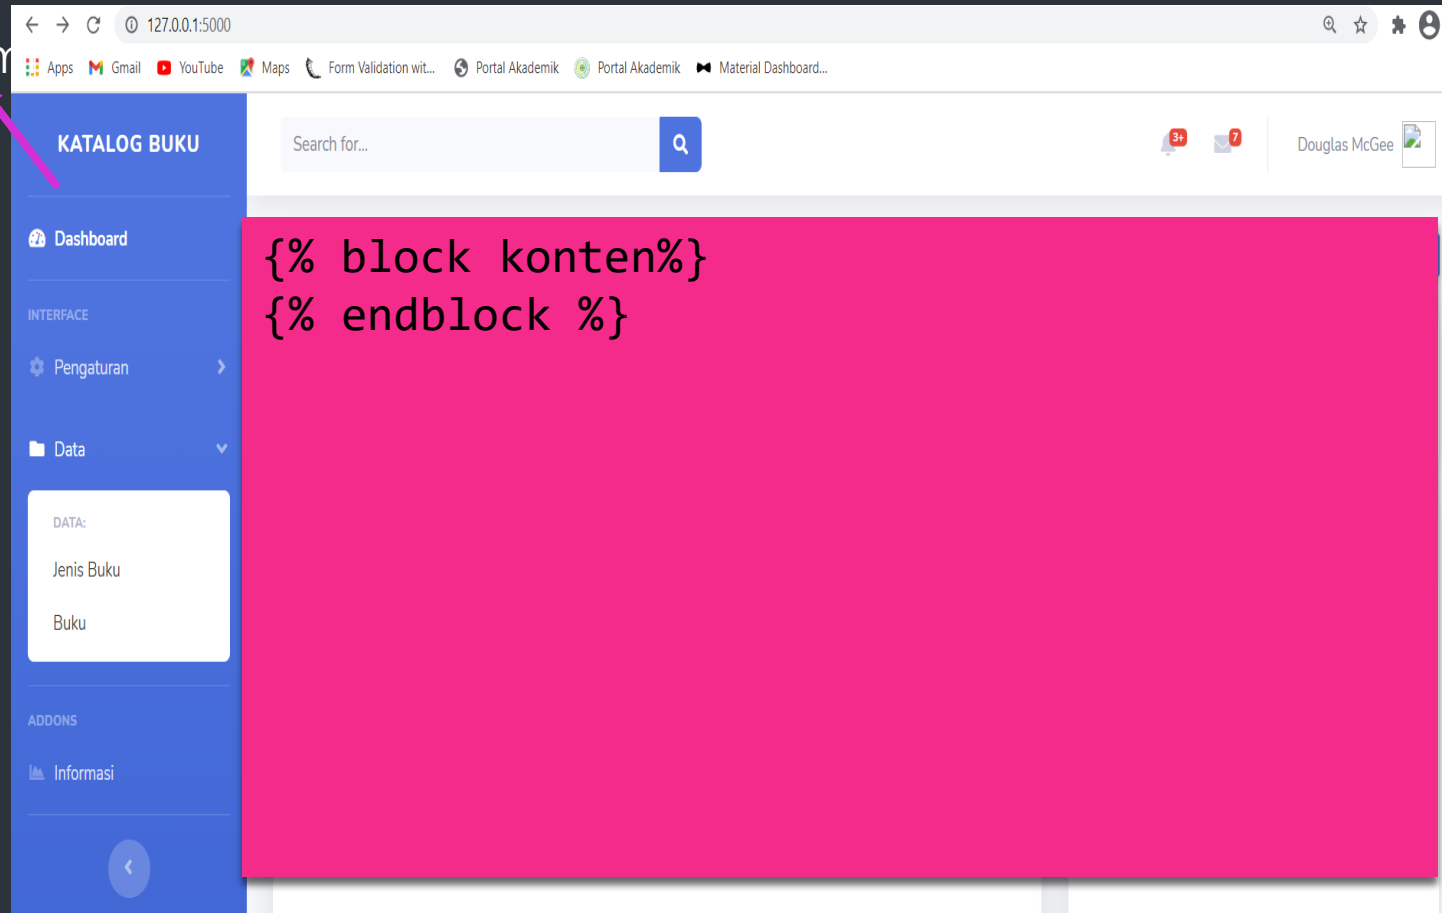 127.0.0.1:5000
Apps Gmail YouTube Maps Form Validation wit... Portal Akademik Portal Akademik Material Dashboard...
KATALOG BUKU
Search for...
3+
7
Douglas McGee
Dashboard
{% block konten%}
{% endblock %}
INTERFACE
Pengaturan
Data
DATA:
Jenis Buku
Buku
ADDONS
Informasi